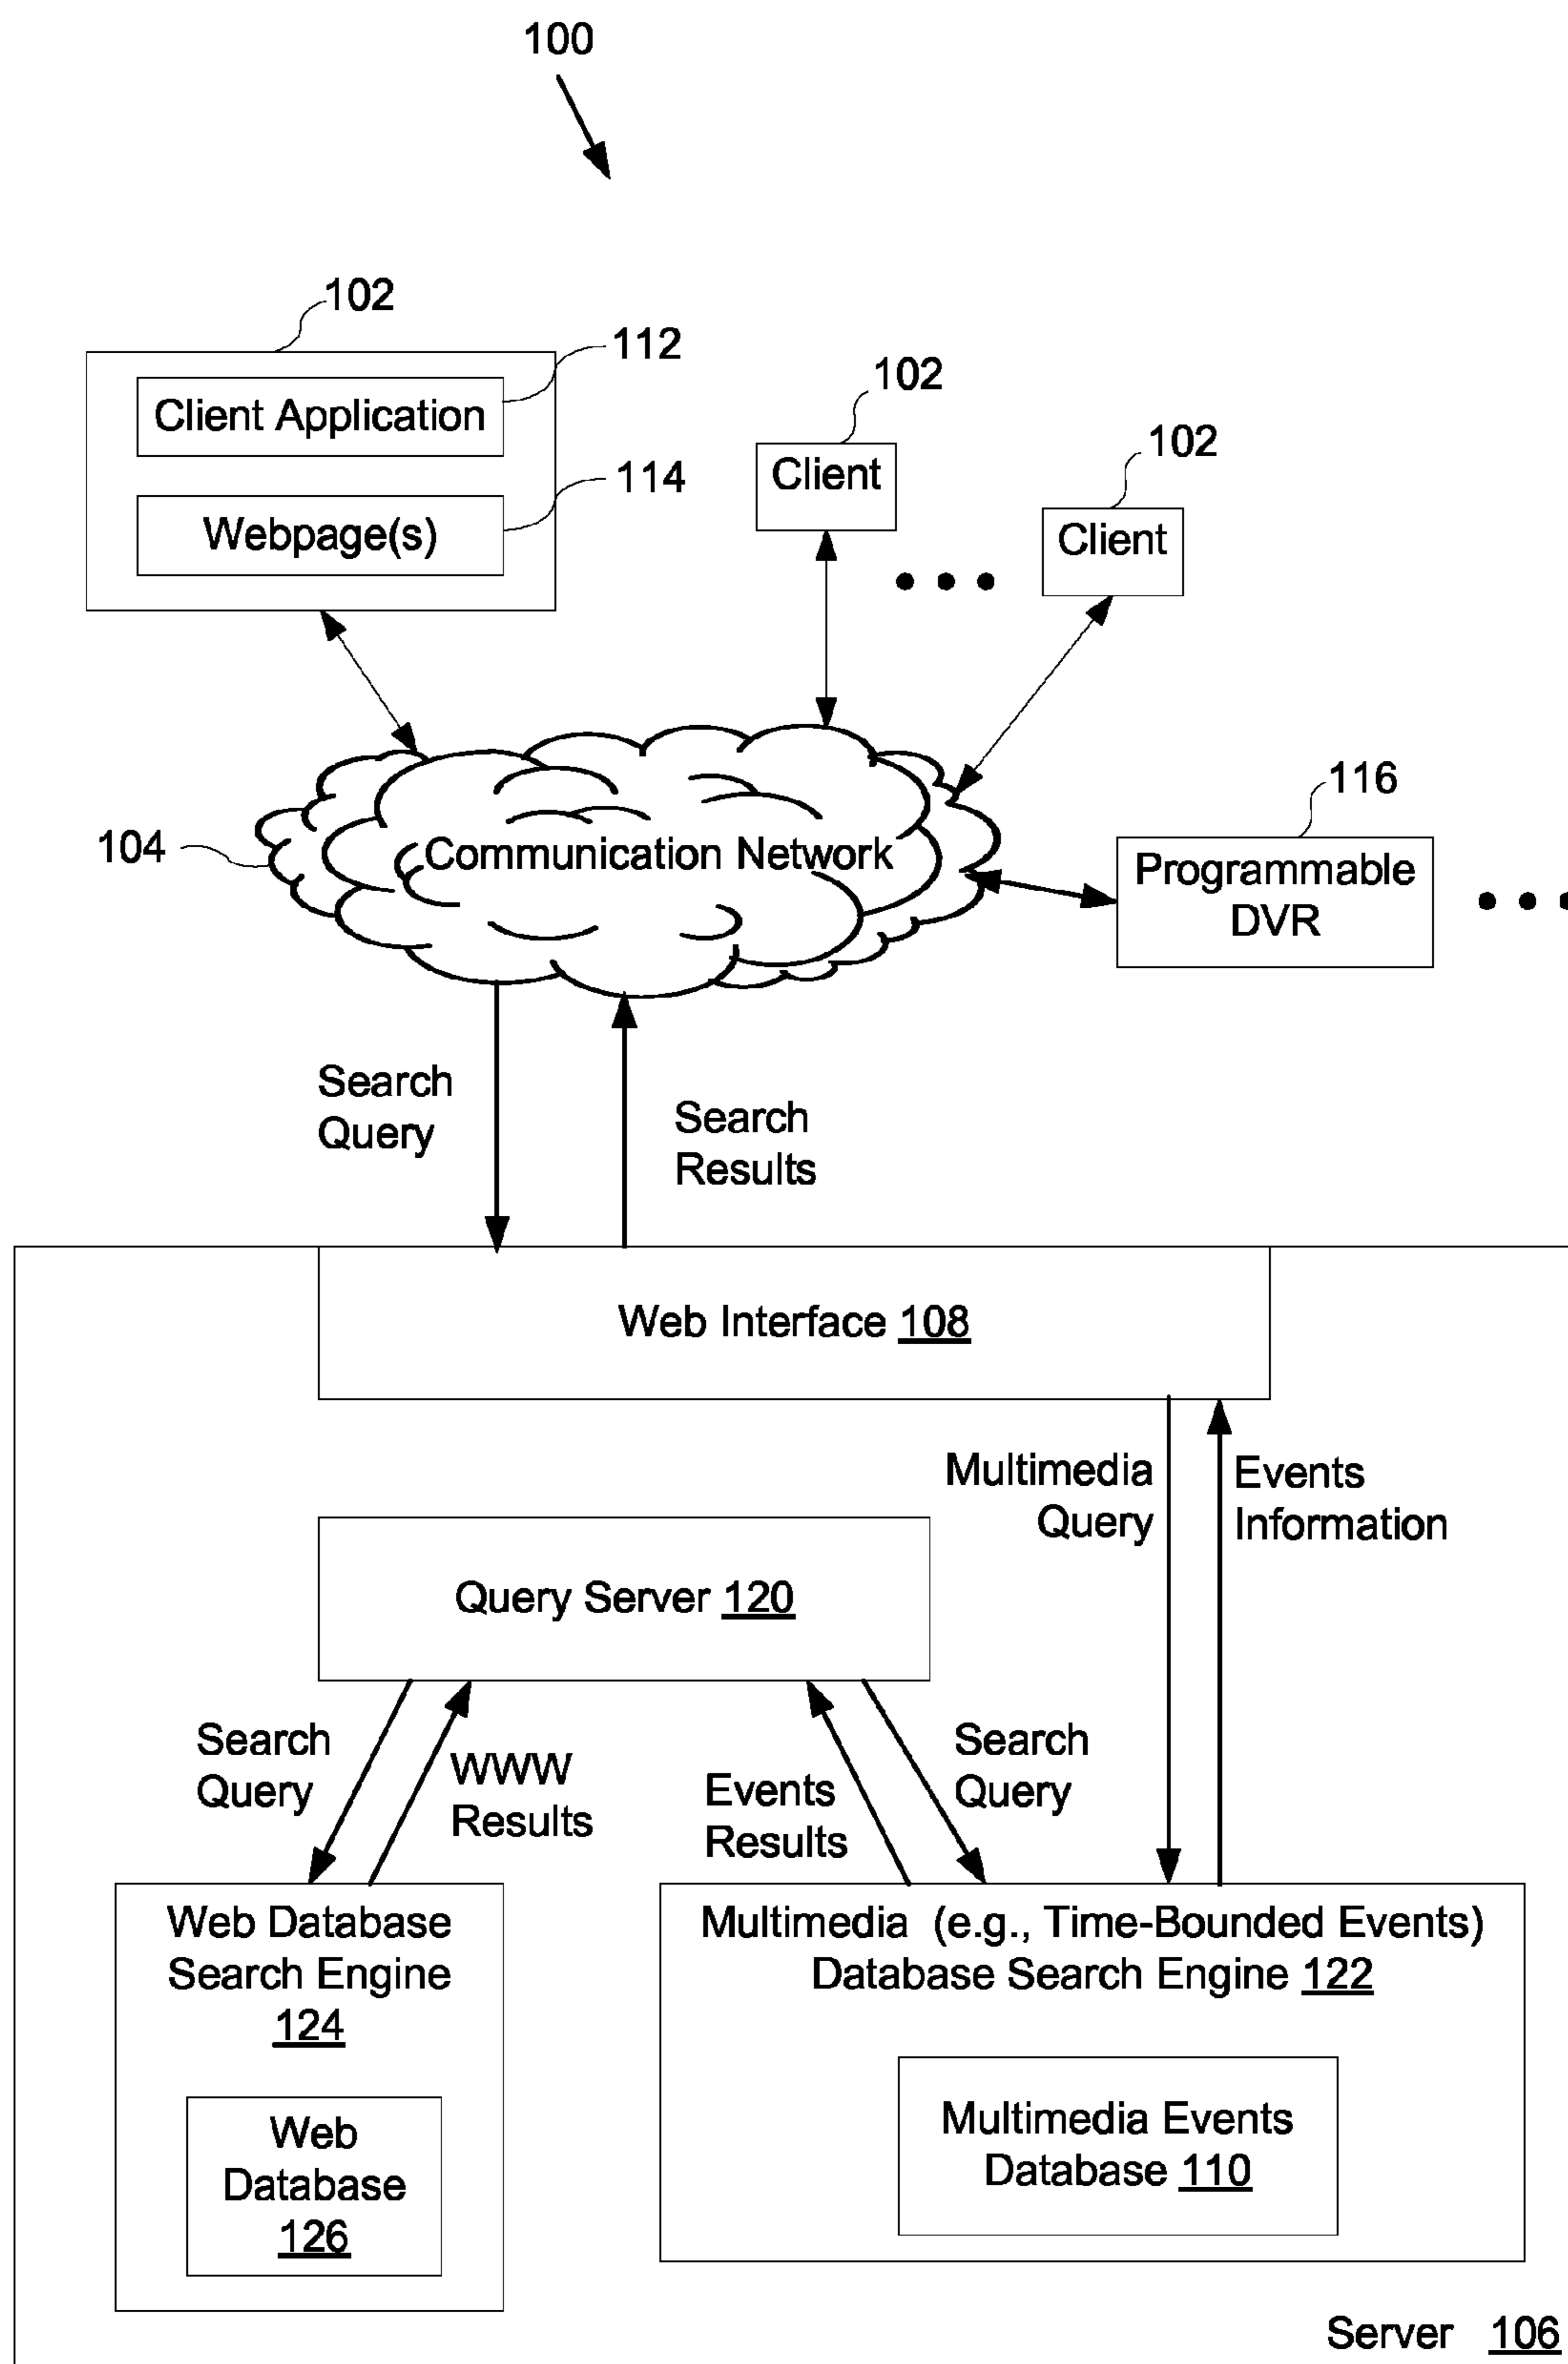 100
102
112
Client Application
114
Webpage(s)
102
Client
102
Client
104
Communication Network
116
Programmable
DVR
Search
Query
Search
Results
Web Interface 108
Multimedia
Query
Events
Information
Query Server 120
Search
Query
WWW
Results
Events
Results
Search
Query
Web Database
Search Engine
124
Web
Database
126
Multimedia (e.g., Time-Bounded Events)
Database Search Engine 122
Multimedia Events
Database 110
Server 106